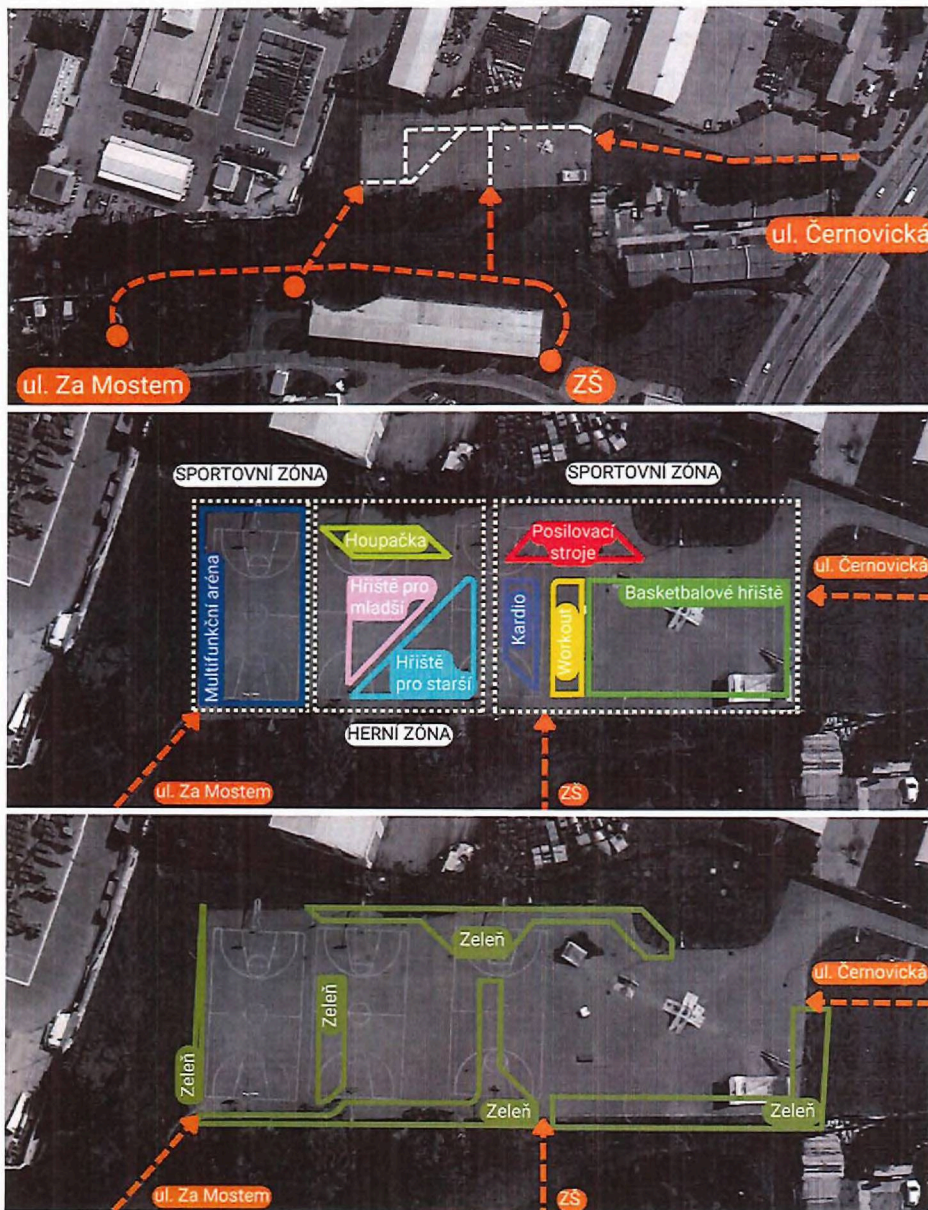 ul. Černovická
ul. Za Mostem
ZŠ
SPORTOVNÍ ZÓNA
SPORTOVNÍ ZÓNA
Multifunkční aréna
Houpačka
Hřiště pro
mladší
Hřiště
pro starší
Posilovací
stroje
Kardio
Workout
Basketbalové hřiště
ul. Černovická
HERNÍ ZÓNA
ul. Za Mostem
ZŠ
Zeleň
Zeleň
Zeleň
Zeleň
Zeleň
ul. Černovická
ul. Za Mostem
ZŠ